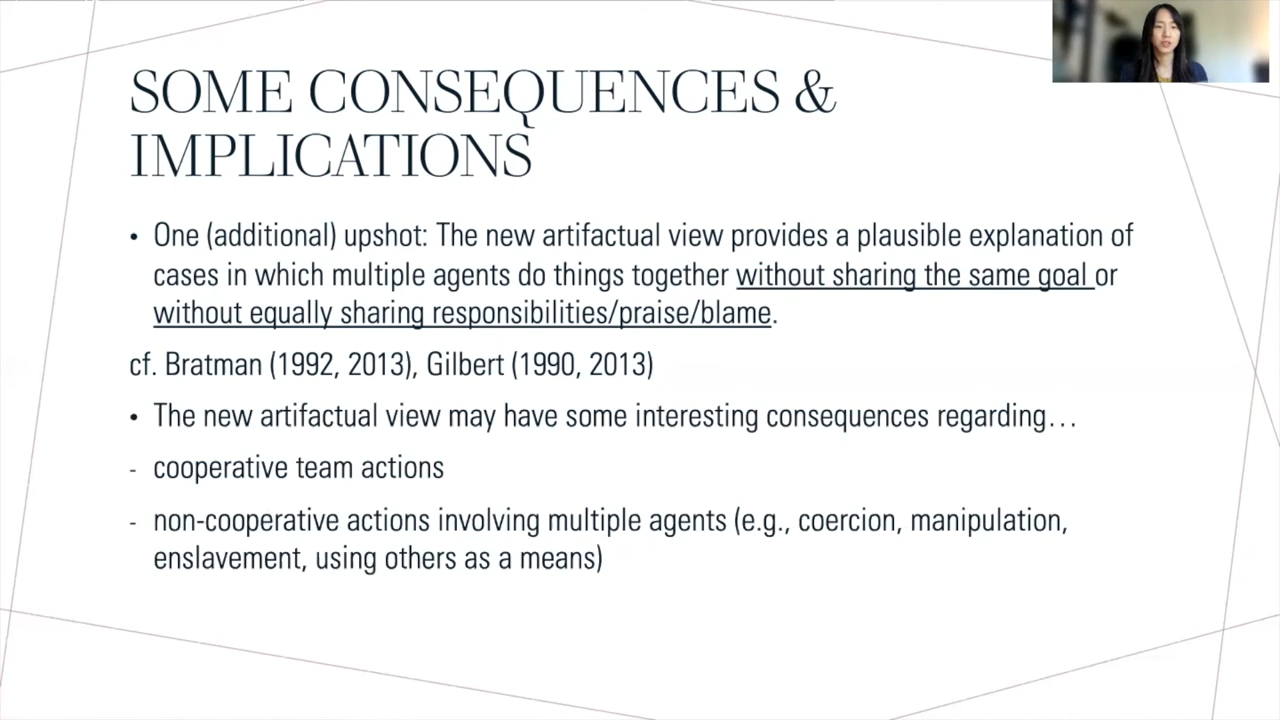 SOME CONSEQUENCES &
IMPLICATIONS
• One (additional) upshot: The new artifactual view provides a plausible explanation of
cases in which multiple agents do things together without sharing the same goal or
without equally sharing responsibilities/praise/blame.
cf. Bratman (1992, 2013), Gilbert (1990, 2013)
• The new artifactual view may have some interesting consequences regarding…
- cooperative team actions
- non-cooperative actions involving multiple agents (e.g., coercion, manipulation,
enslavement, using others as a means)